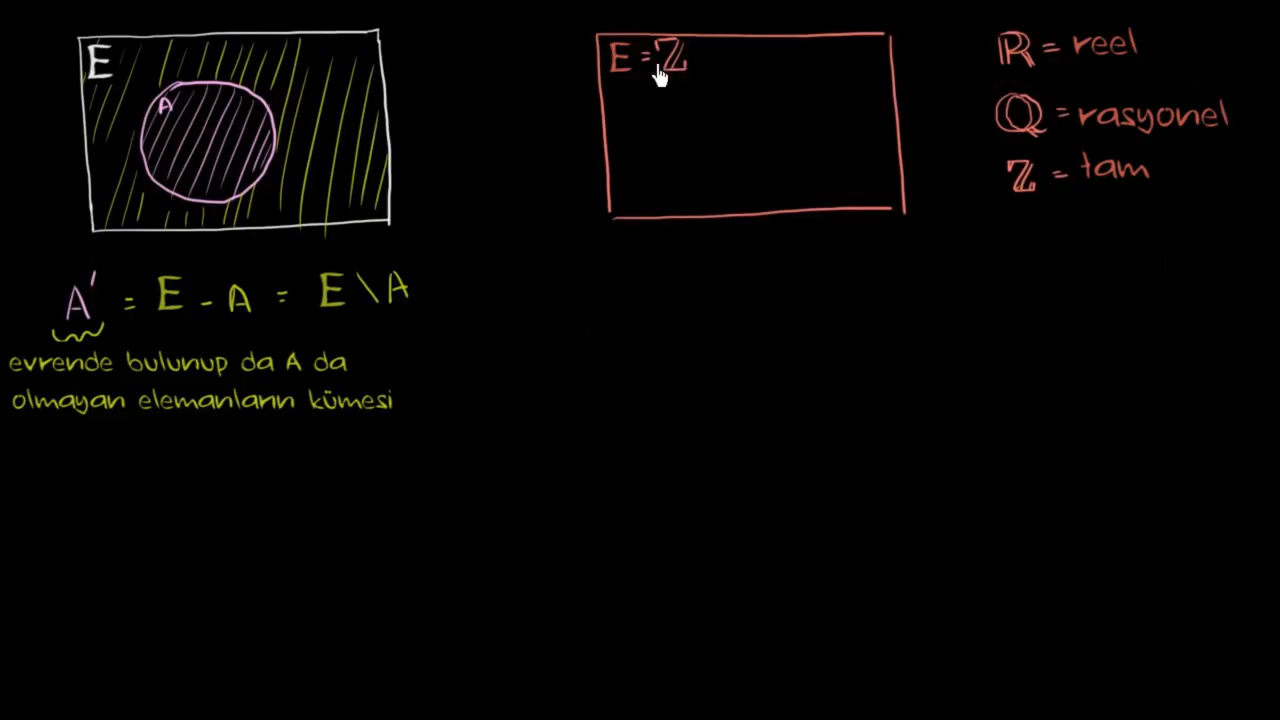 E
A
A' = E - A = E \ A
evrende bulunup da A da
olmayan elemanların kümesi
E = ℤ
ℝ = reel
ℚ = rasyonel
ℤ = tam